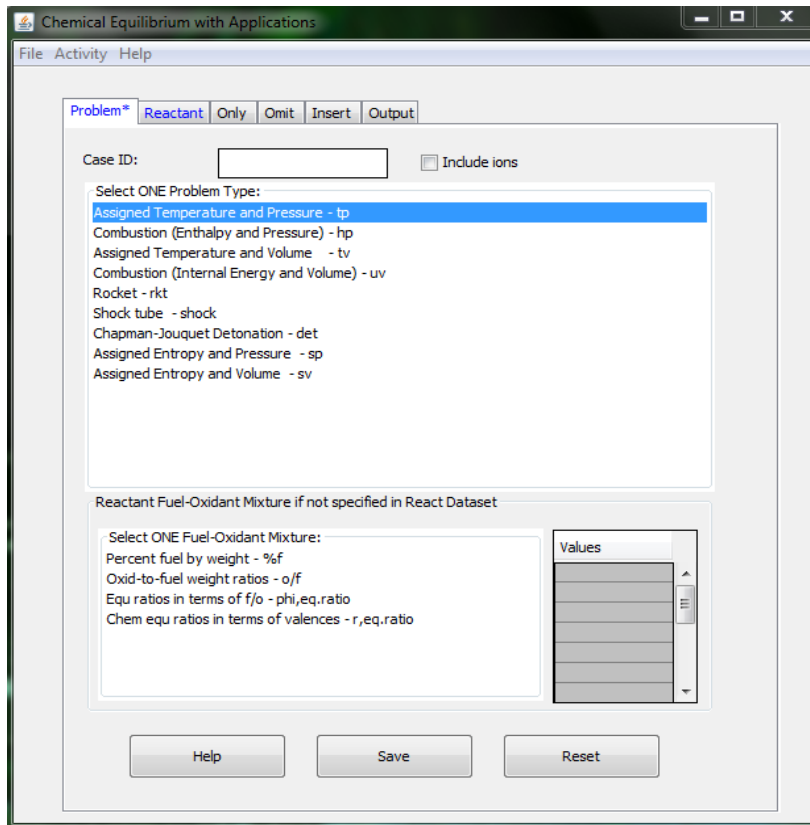 Chemical Equilibrium with Applications
File Activity Help
Problem* Reactant Only Omit Insert Output
Case ID: Include ions
Select ONE Problem Type:
Assigned Temperature and Pressure - tp
Combustion (Enthalpy and Pressure) - hp
Assigned Temperature and Volume - tv
Combustion (Internal Energy and Volume) - uv
Rocket - rkt
Shock tube - shock
Chapman-Jouquet Detonation - det
Assigned Entropy and Pressure - sp
Assigned Entropy and Volume - sv
Reactant Fuel-Oxidant Mixture if not specified in React Dataset
Select ONE Fuel-Oxidant Mixture:
Percent fuel by weight - %f
Oxid-to-fuel weight ratios - o/f
Equ ratios in terms of f/o - phi,eq.ratio
Chem equ ratios in terms of valences - r,eq.ratio
Values
Help Save Reset